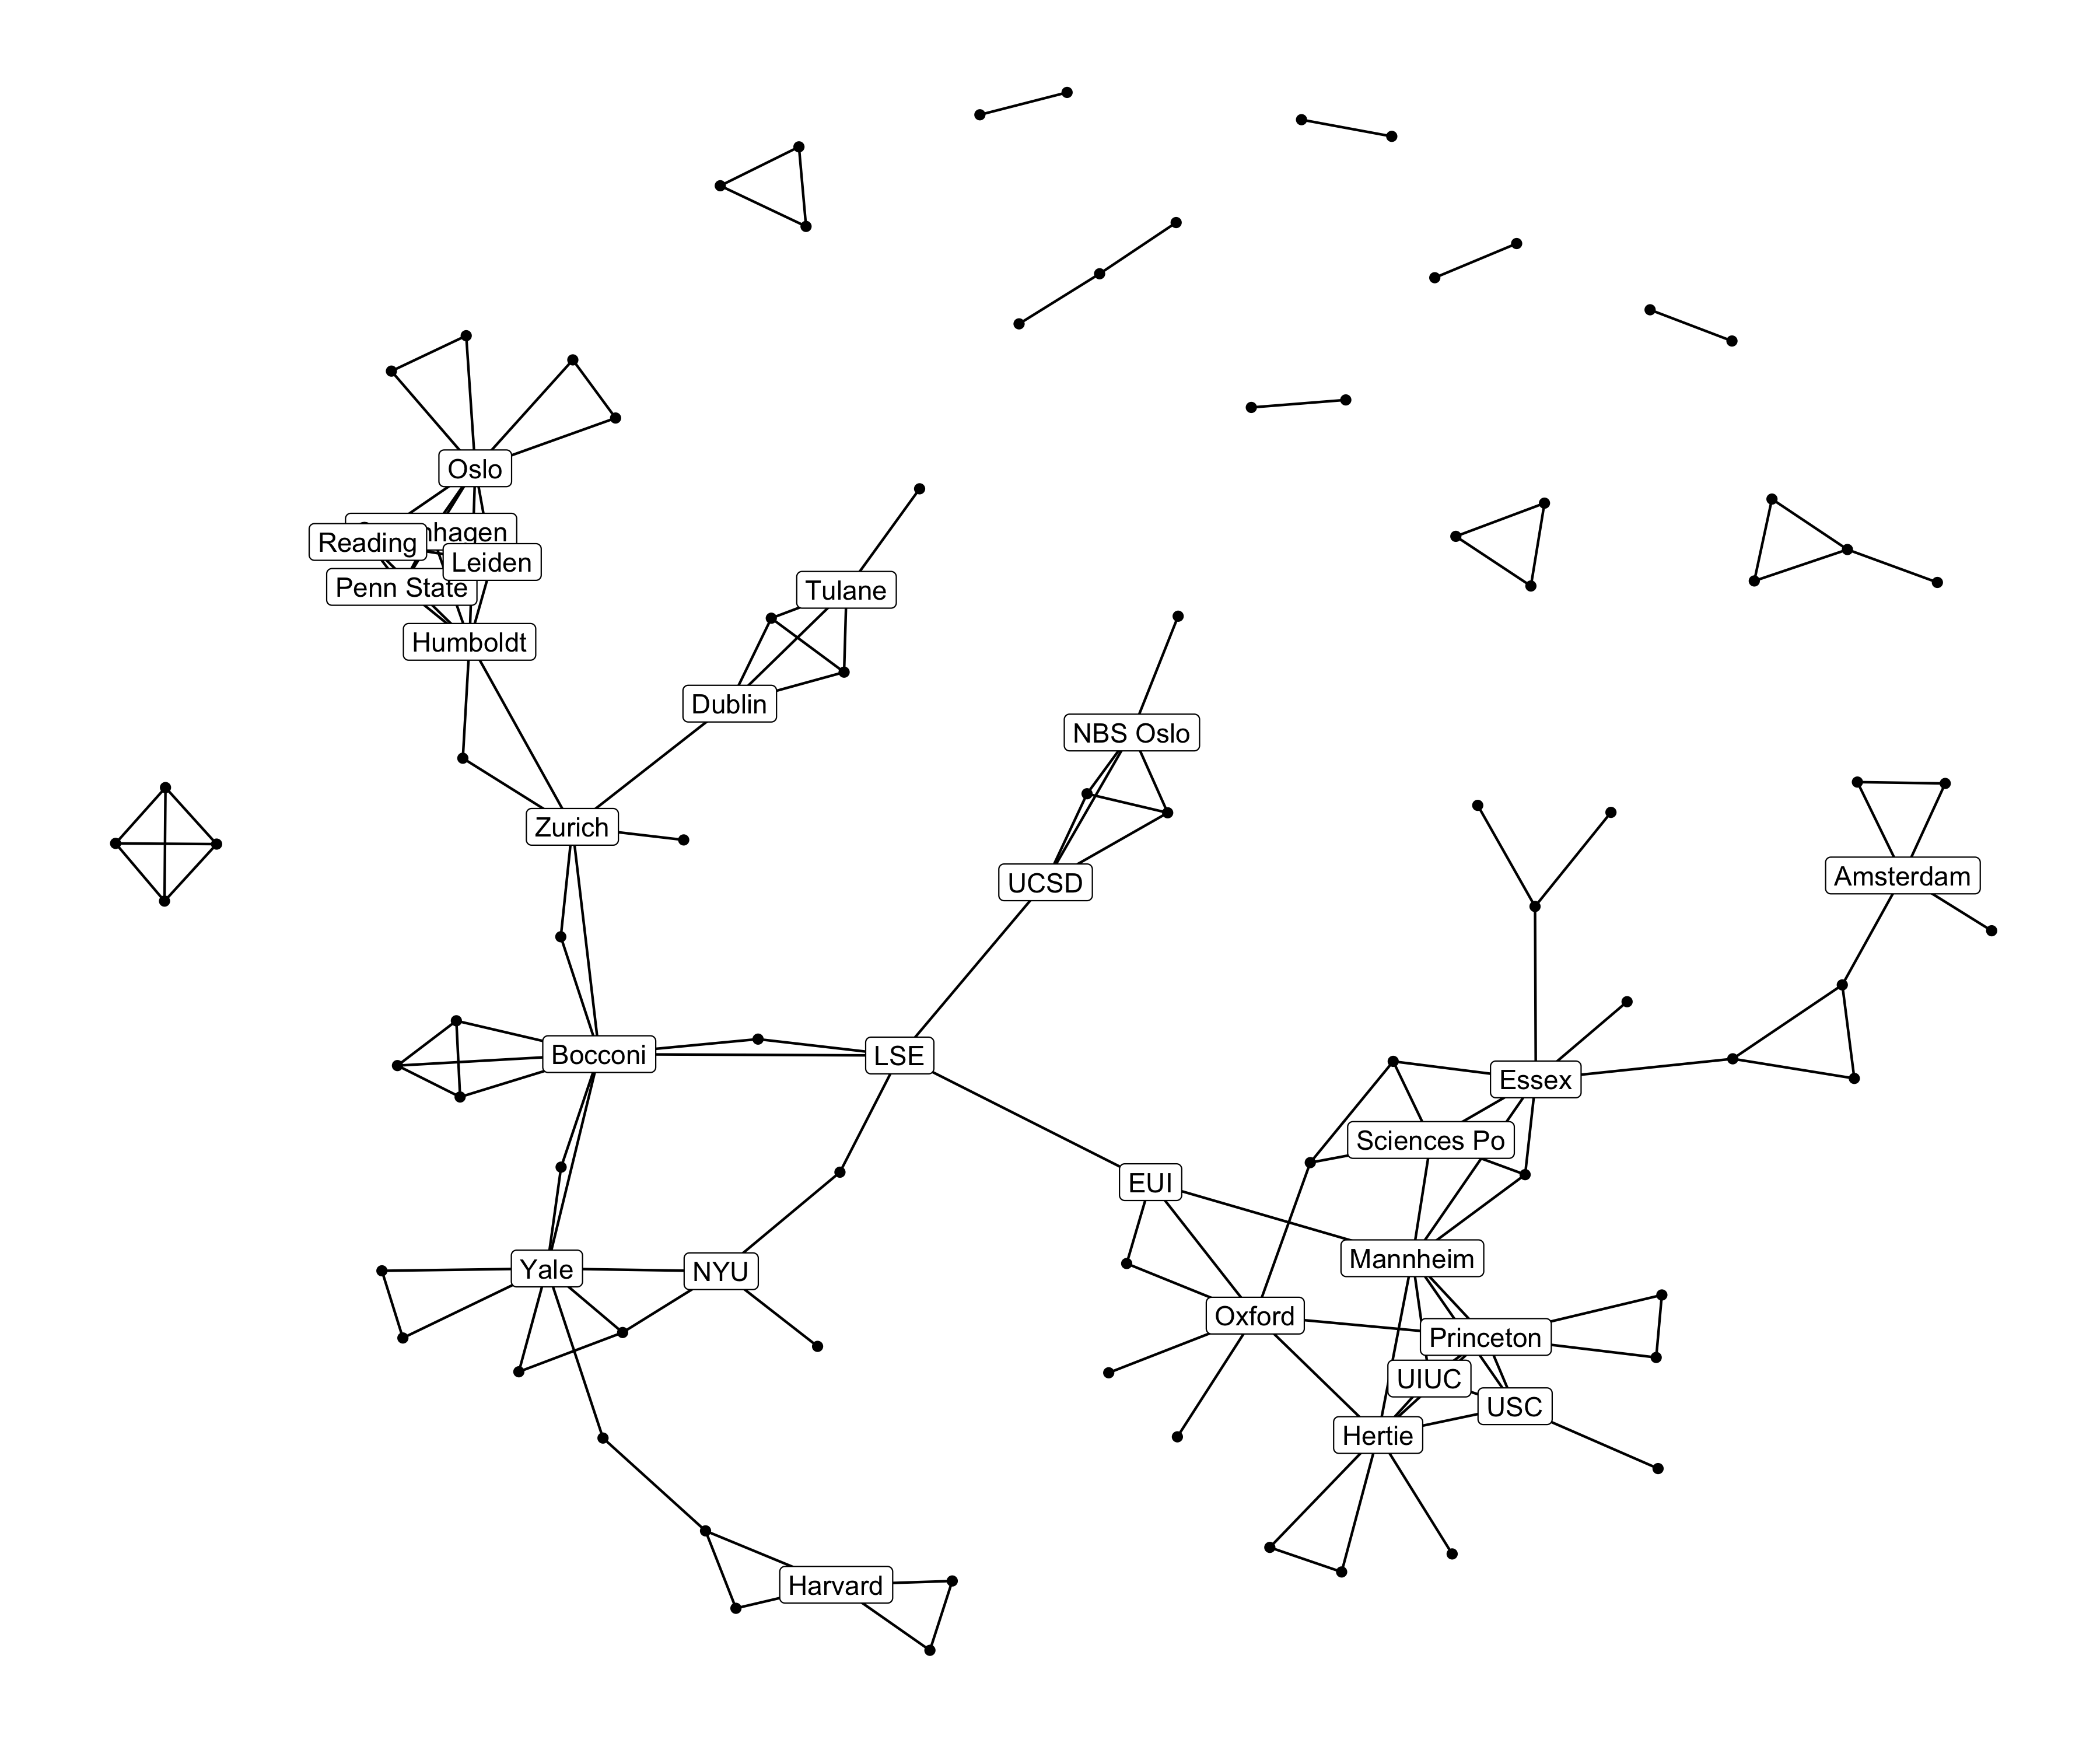 Oslo
nhagen
Reading
Leiden
Penn State
Tulane
Humboldt
Dublin
NBS Oslo
Zurich
UCSD
Amsterdam
Bocconi
LSE
Essex
Sciences Po
EUI
Mannheim
Yale
NYU
Oxford
Princeton
UIUC
USC
Hertie
Harvard